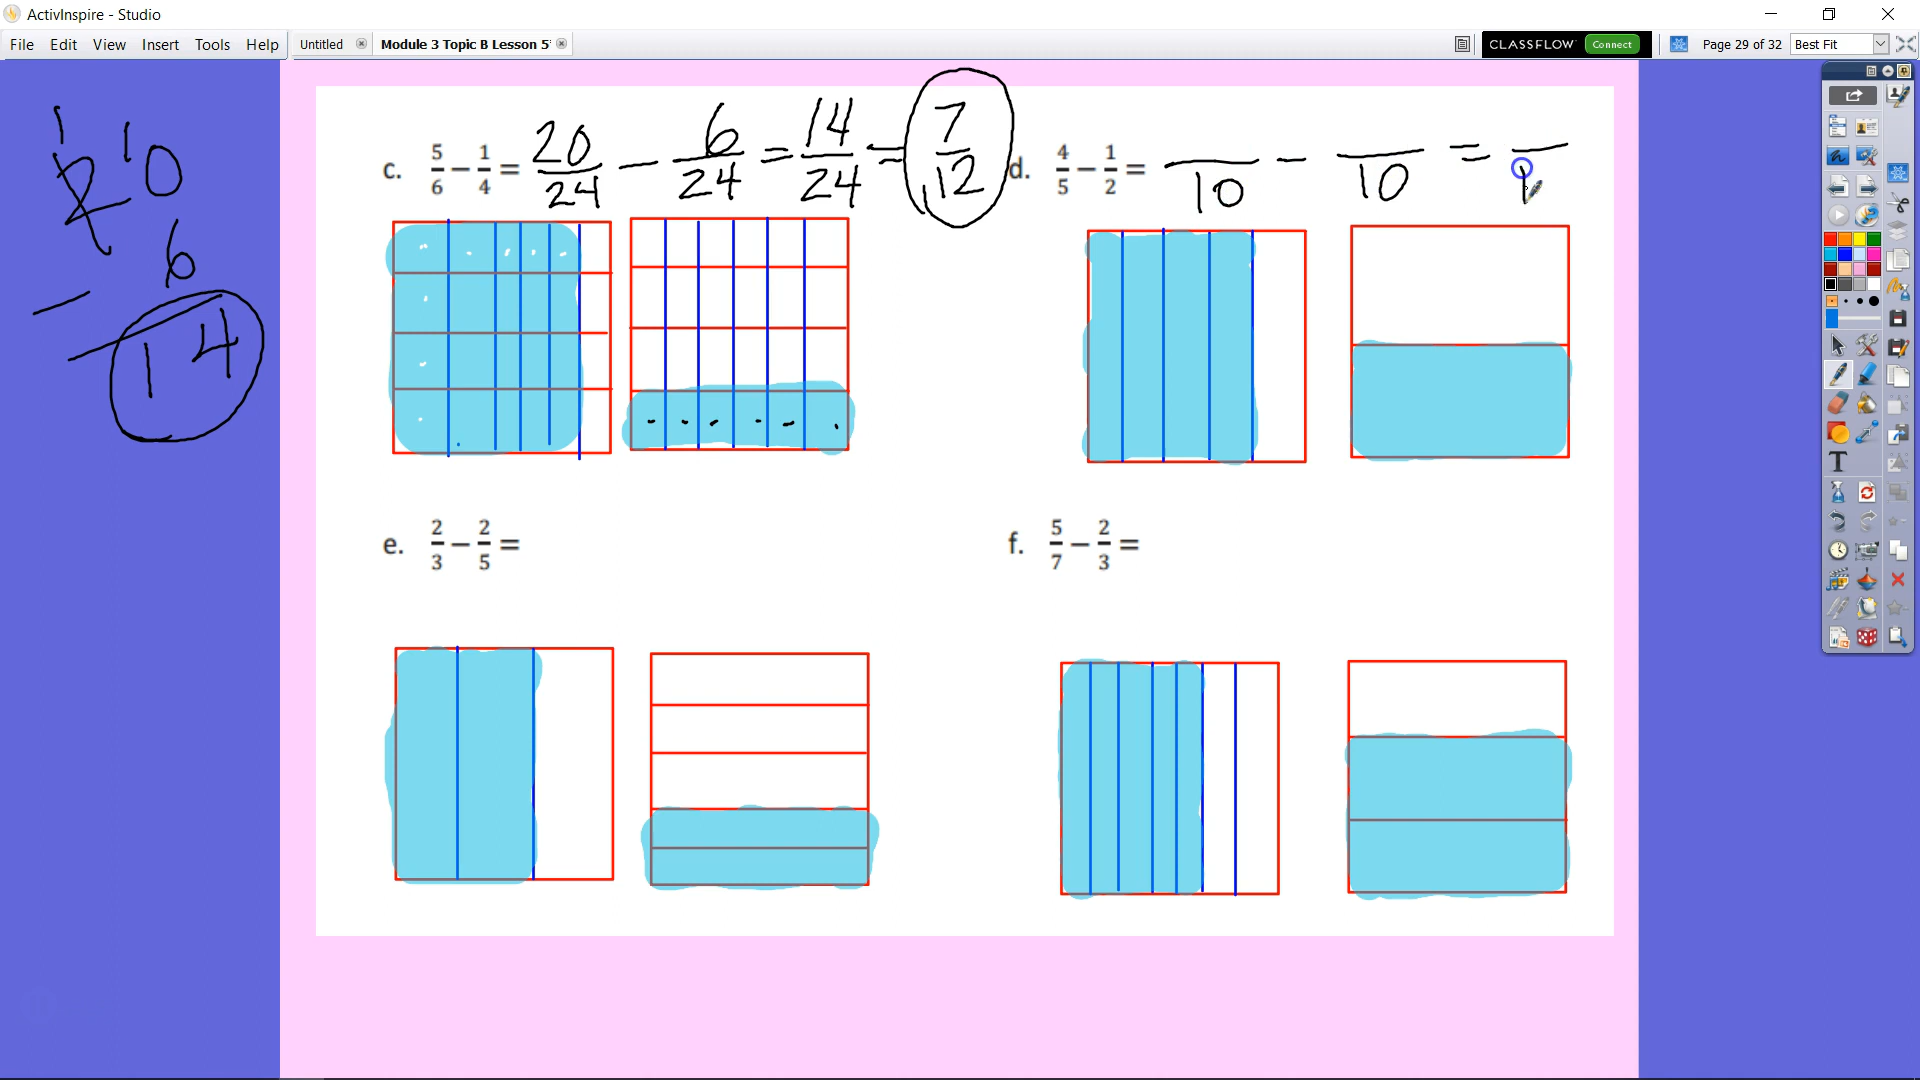 ActivInspire - Studio
File Edit View Insert Tools Help
Untitled Module 3 Topic B Lesson 5
CLASSFLOW Connect Page 29 of 32 Best Fit
1
2 10
- 6
14
c. 5/6 − 1/4 = 20/24 − 6/24 = 14/24 = 7/12
d. 4/5 − 1/2 = /10 − /10 = /1
e. 2/3 − 2/5 =
f. 5/7 − 2/3 =
T